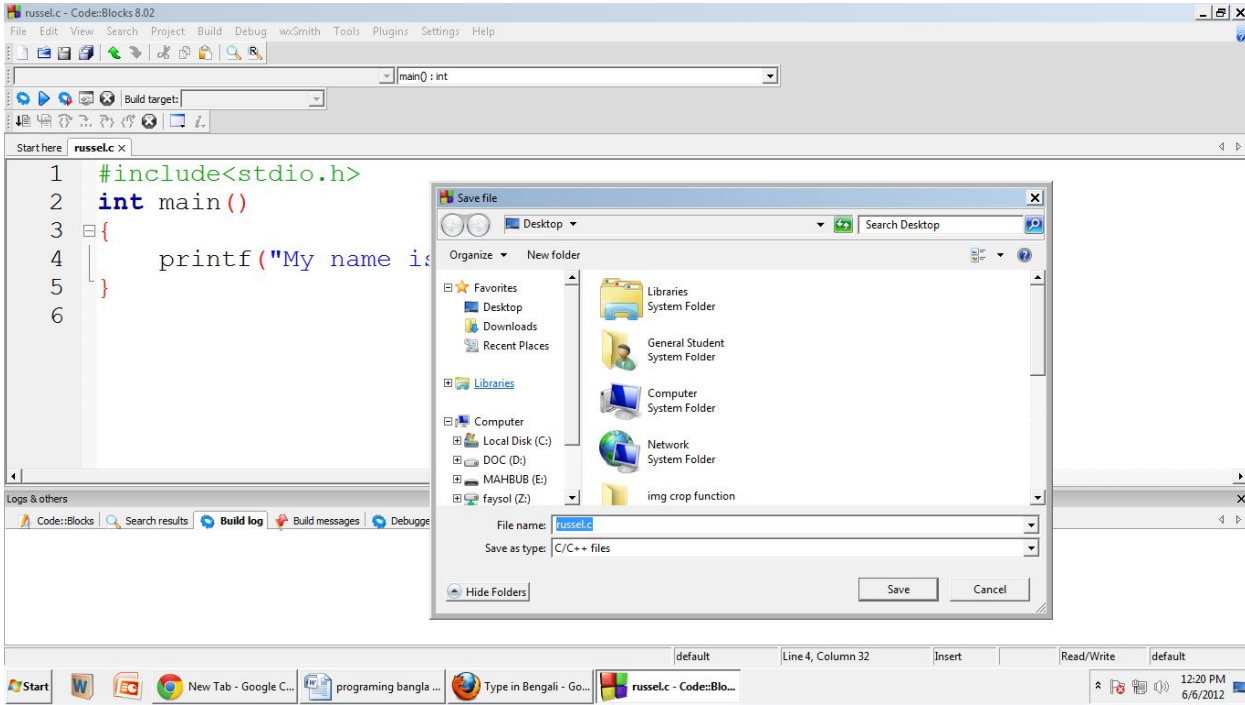 russel.c - Code::Blocks 8.02
File Edit View Search Project Build Debug wxSmith Tools Plugins Settings Help
main() : int
Build target:
Start here russel.c
1 #include<stdio.h>
2 int main()
3 {
4 printf("My name is
5 }
6
Save file
Desktop
Search Desktop
Organize New folder
Favorites
Desktop
Downloads
Recent Places
Libraries
Computer
Local Disk (C:)
DOC (D:)
MAHBUB (E:)
faysol (Z:)
Libraries
System Folder
General Student
System Folder
Computer
System Folder
Network
System Folder
img crop function
File name: russel.c
Save as type: C/C++ files
Hide Folders
Save Cancel
Logs & others
Code::Blocks Search results Build log Build messages Debugge
default Line 4, Column 32 Insert Read/Write default
Start New Tab - Google C... programing bangla ... Type in Bengali - Go... russel.c - Code::Blo...
12:20 PM
6/6/2012